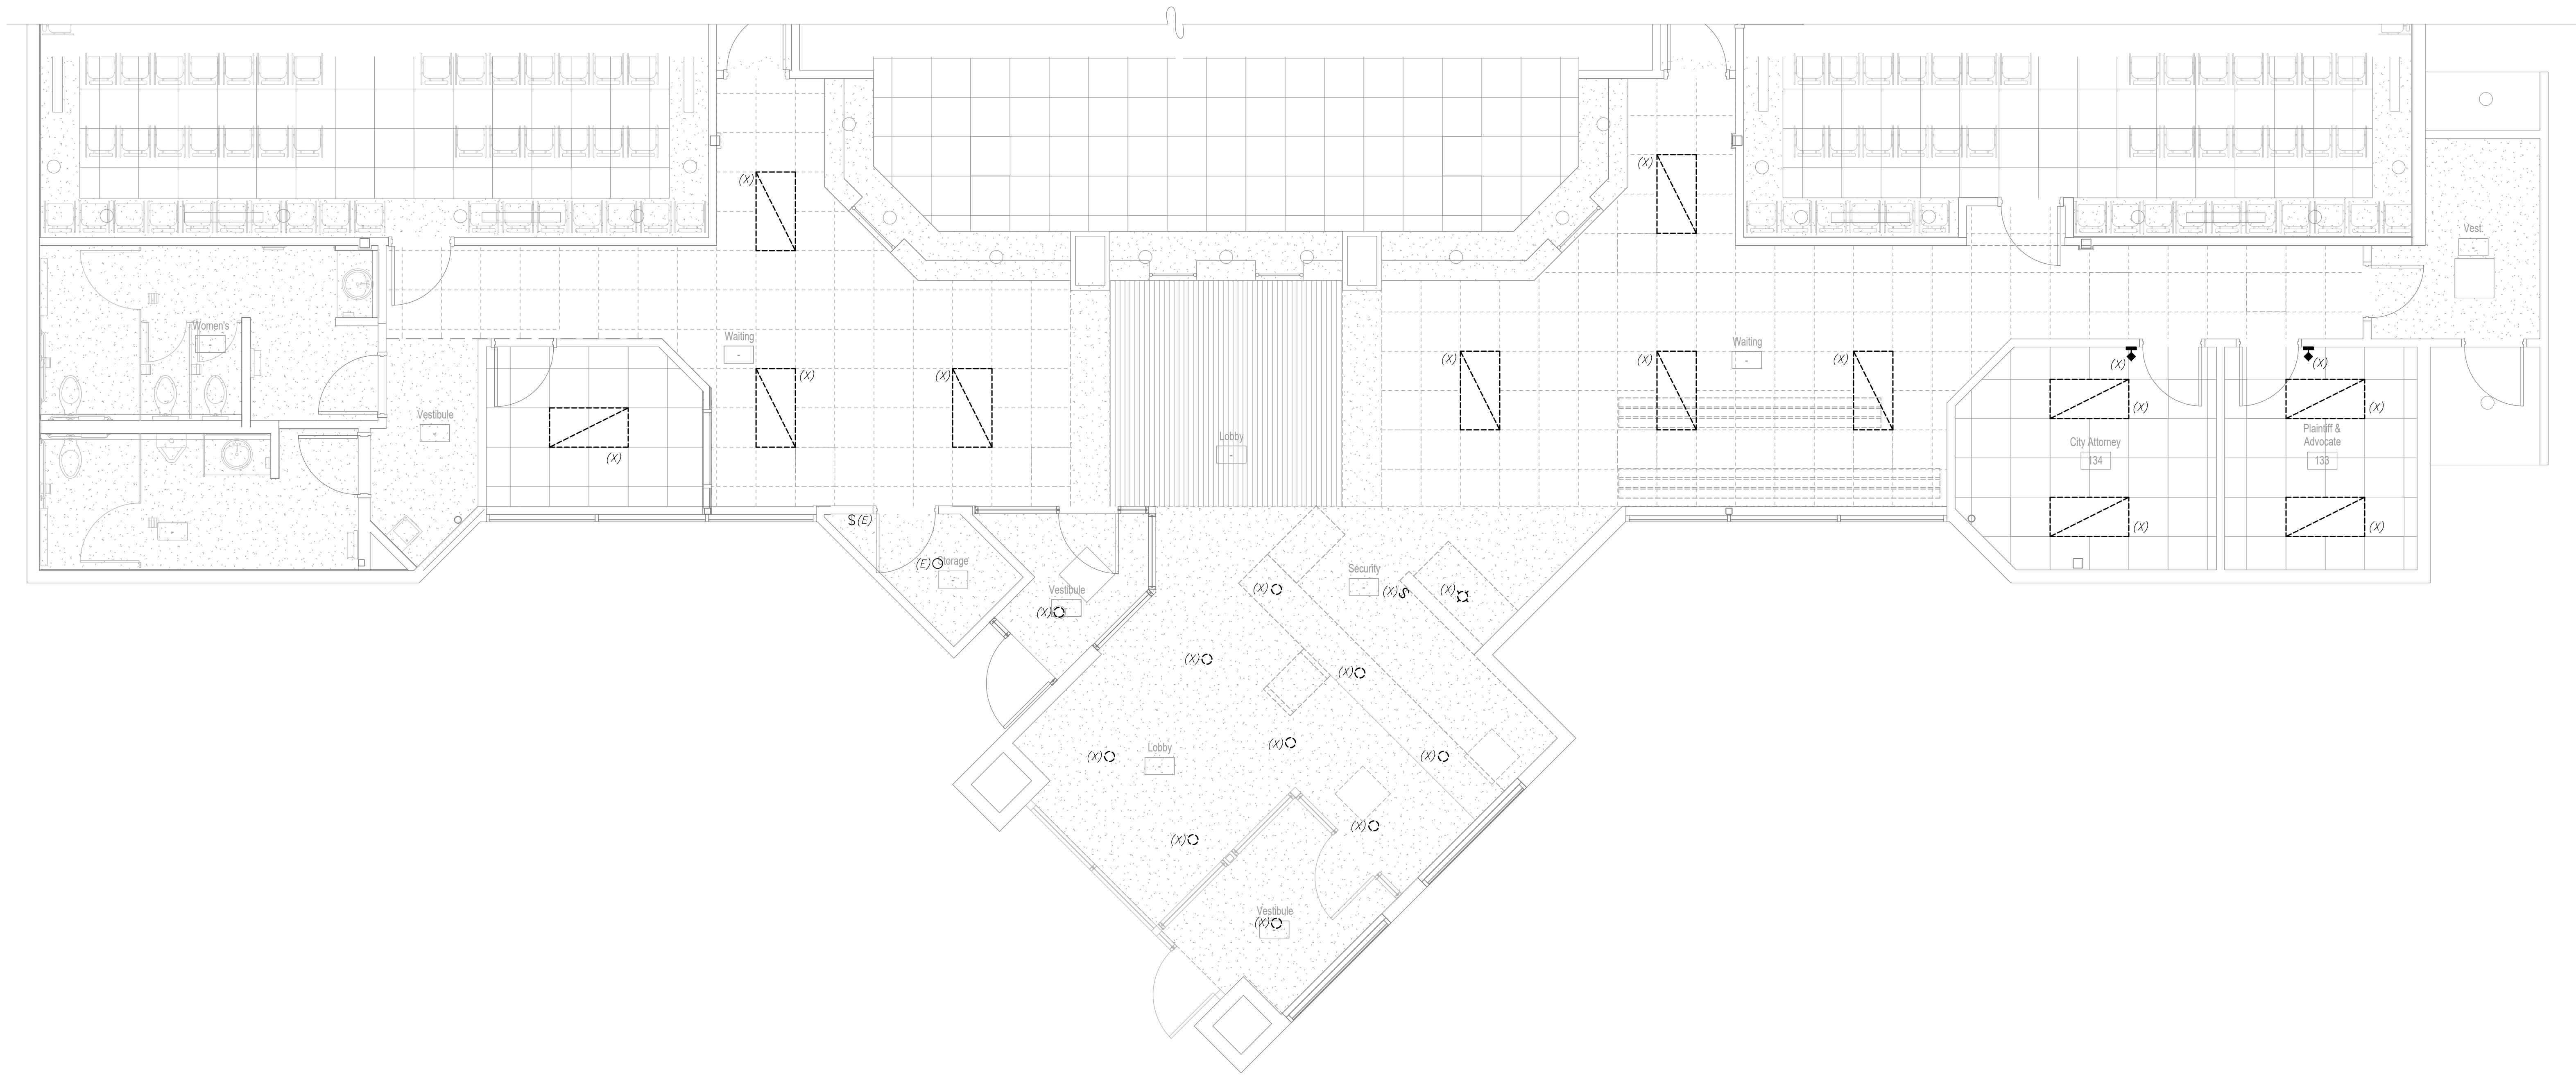 (X)
(X)
Vest.
Women's
Waiting
Waiting
(X)
(X)
(X)
(X)
(X)
(X)
(X)
Vestibule
(X)
(X)
Lobby
City Attorney
134
Plaintiff &
Advocate
133
(X)
S(E)
(X)
(X)
(E)
Storage
Security
Vestibule
(X)
(X)
(X)S
(X)
(X)
(X)
(X)
(X)
Lobby
(X)
(X)
(X)
(X)
Vestibule
(X)